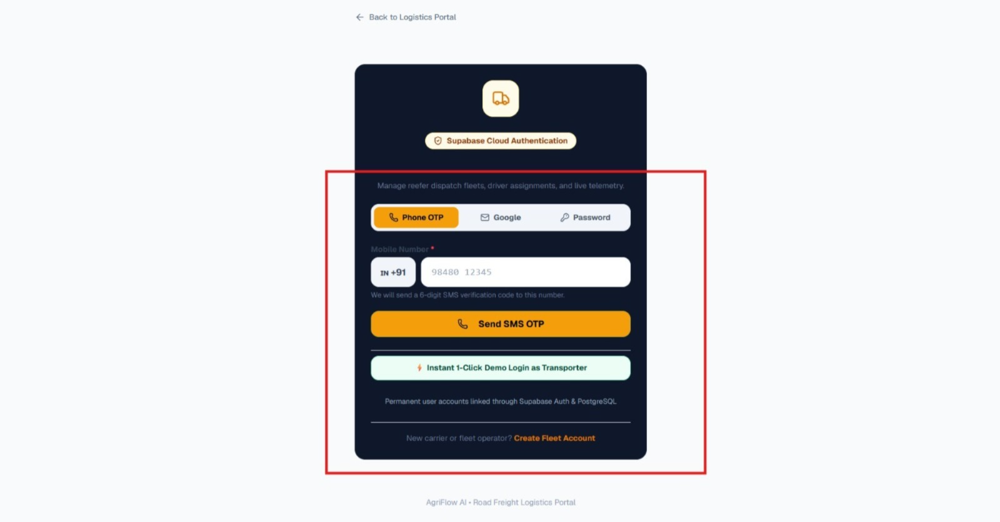 Back to Logistics Portal
Supabase Cloud Authentication
Manage reefer dispatch fleets, driver assignments, and live telemetry.
Phone OTP Google Password
Mobile Number *
IN +91 98480 12345
We will send a 6-digit SMS verification code to this number.
Send SMS OTP
Instant 1-Click Demo Login as Transporter
Permanent user accounts linked through Supabase Auth & PostgreSQL
New carrier or fleet operator? Create Fleet Account
AgriFlow AI • Road Freight Logistics Portal